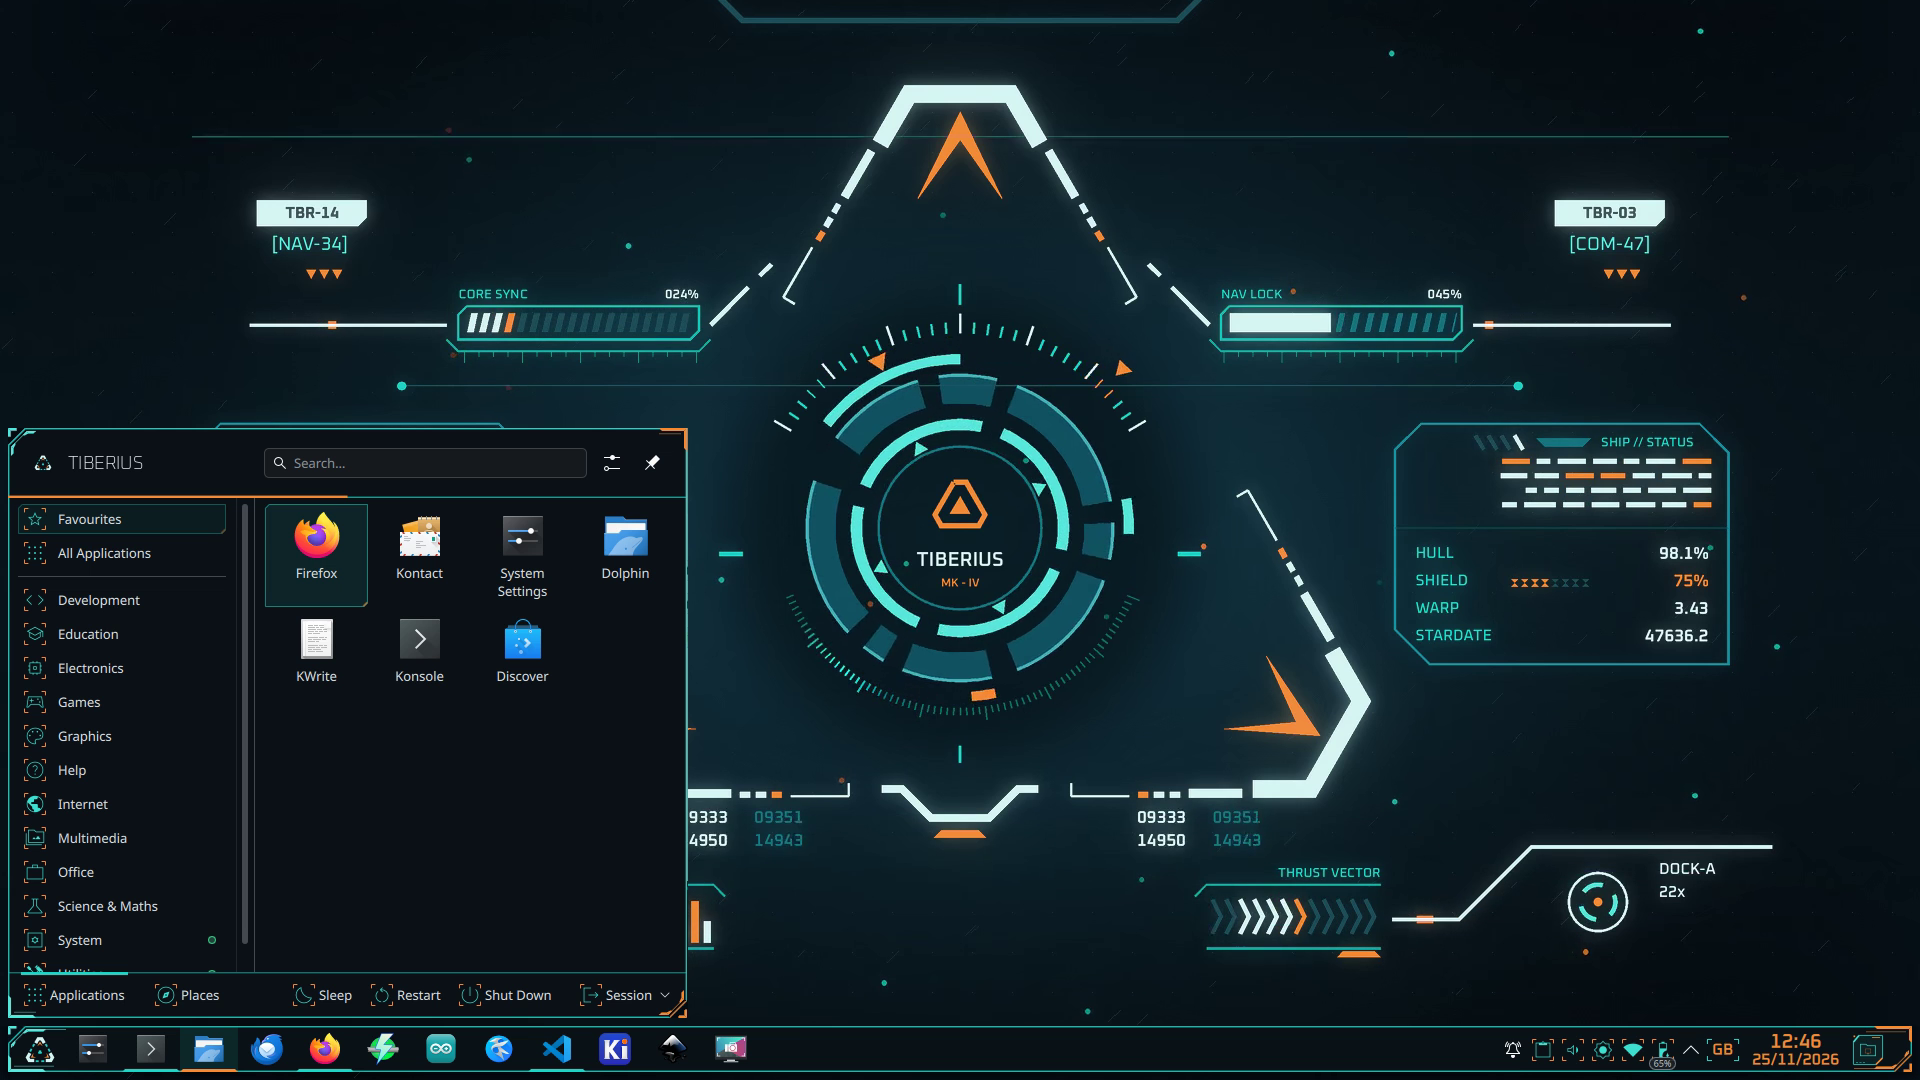 TBR-14
[NAV-34]
TBR-03
[COM-47]
CORE SYNC 024%
NAV LOCK 045%
TIBERIUS
MK - IV
SHIP // STATUS
HULL 98.1%
SHIELD 75%
WARP 3.43
STARDATE 47636.2
TIBERIUS
Search...
Favourites
All Applications
Development
Education
Electronics
Games
Graphics
Help
Internet
Multimedia
Office
Science & Maths
System
Firefox
Kontact
System
Settings
Dolphin
KWrite
Konsole
Discover
Applications
Places
Sleep
Restart
Shut Down
Session
9333 09351
4950 14943
09333 09351
14950 14943
THRUST VECTOR
DOCK-A
22x
Ki
65%
GB
12:46
25/11/2026